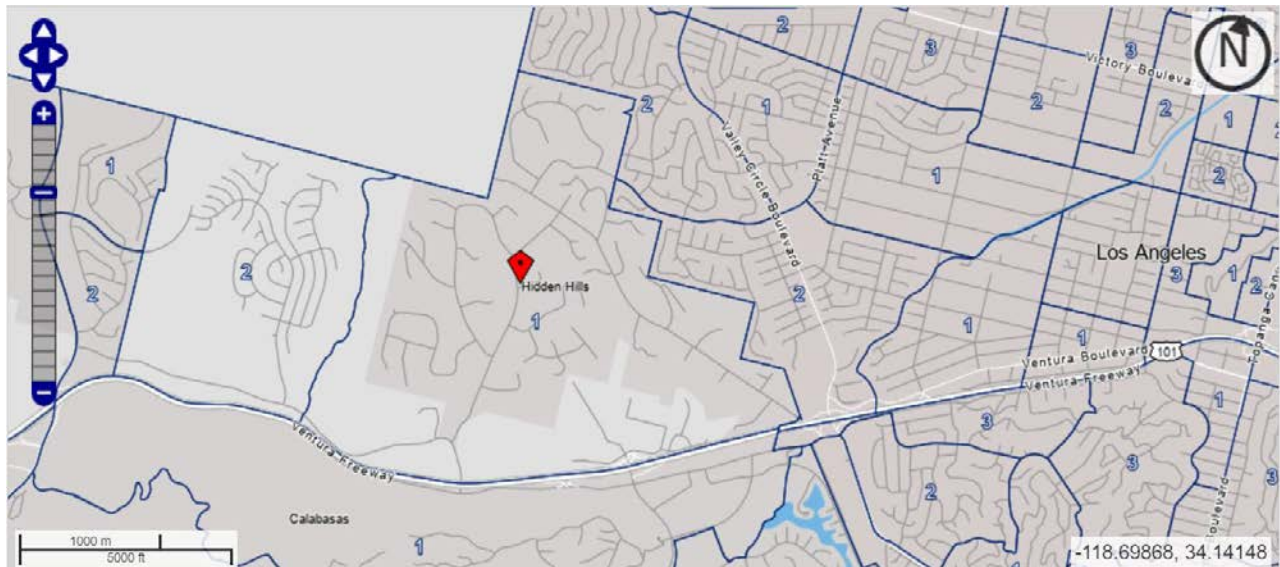 2
3
3
N
Victory Boulevard
2
2
2
1
1
1
Platt Avenue
Valley Circle Boulevard
1
2
Los Angeles
2
2
Hidden Hills
1
2
3
1
2
1
1
Ventura Boulevard
101
Ventura Freeway
1
Ventura Freeway
3
3
3
2
Calabasas
1
Boulevard
1000 m
5000 ft
1
-118.69868, 34.14148